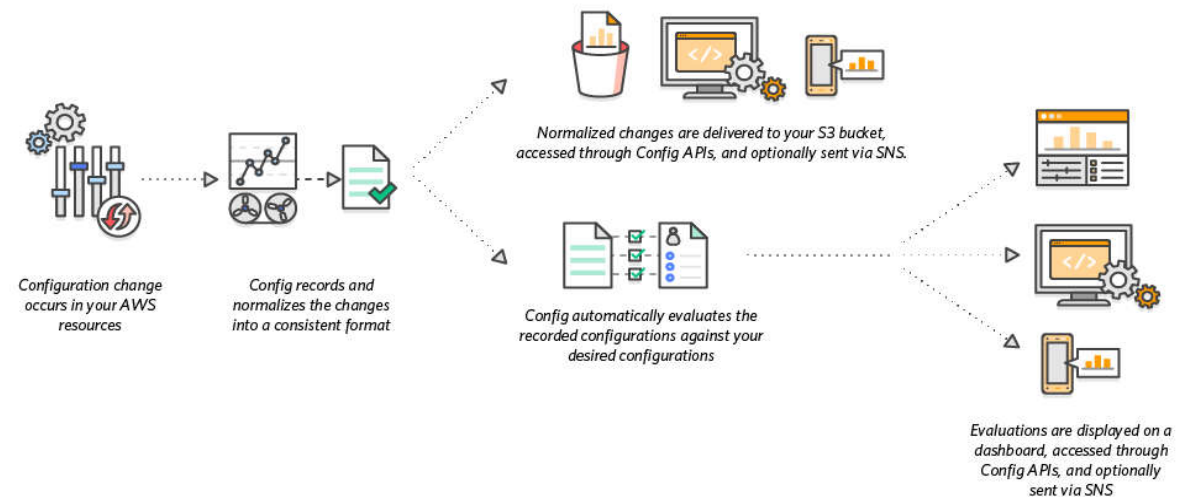 </>
Normalized changes are delivered to your S3 bucket,
accessed through Config APIs, and optionally sent via SNS.
Configuration change
occurs in your AWS
resources
Config records and
normalizes the changes
into a consistent format
Config automatically evaluates the
recorded configurations against your
desired configurations
</>
Evaluations are displayed on a
dashboard, accessed through
Config APIs, and optionally
sent via SNS